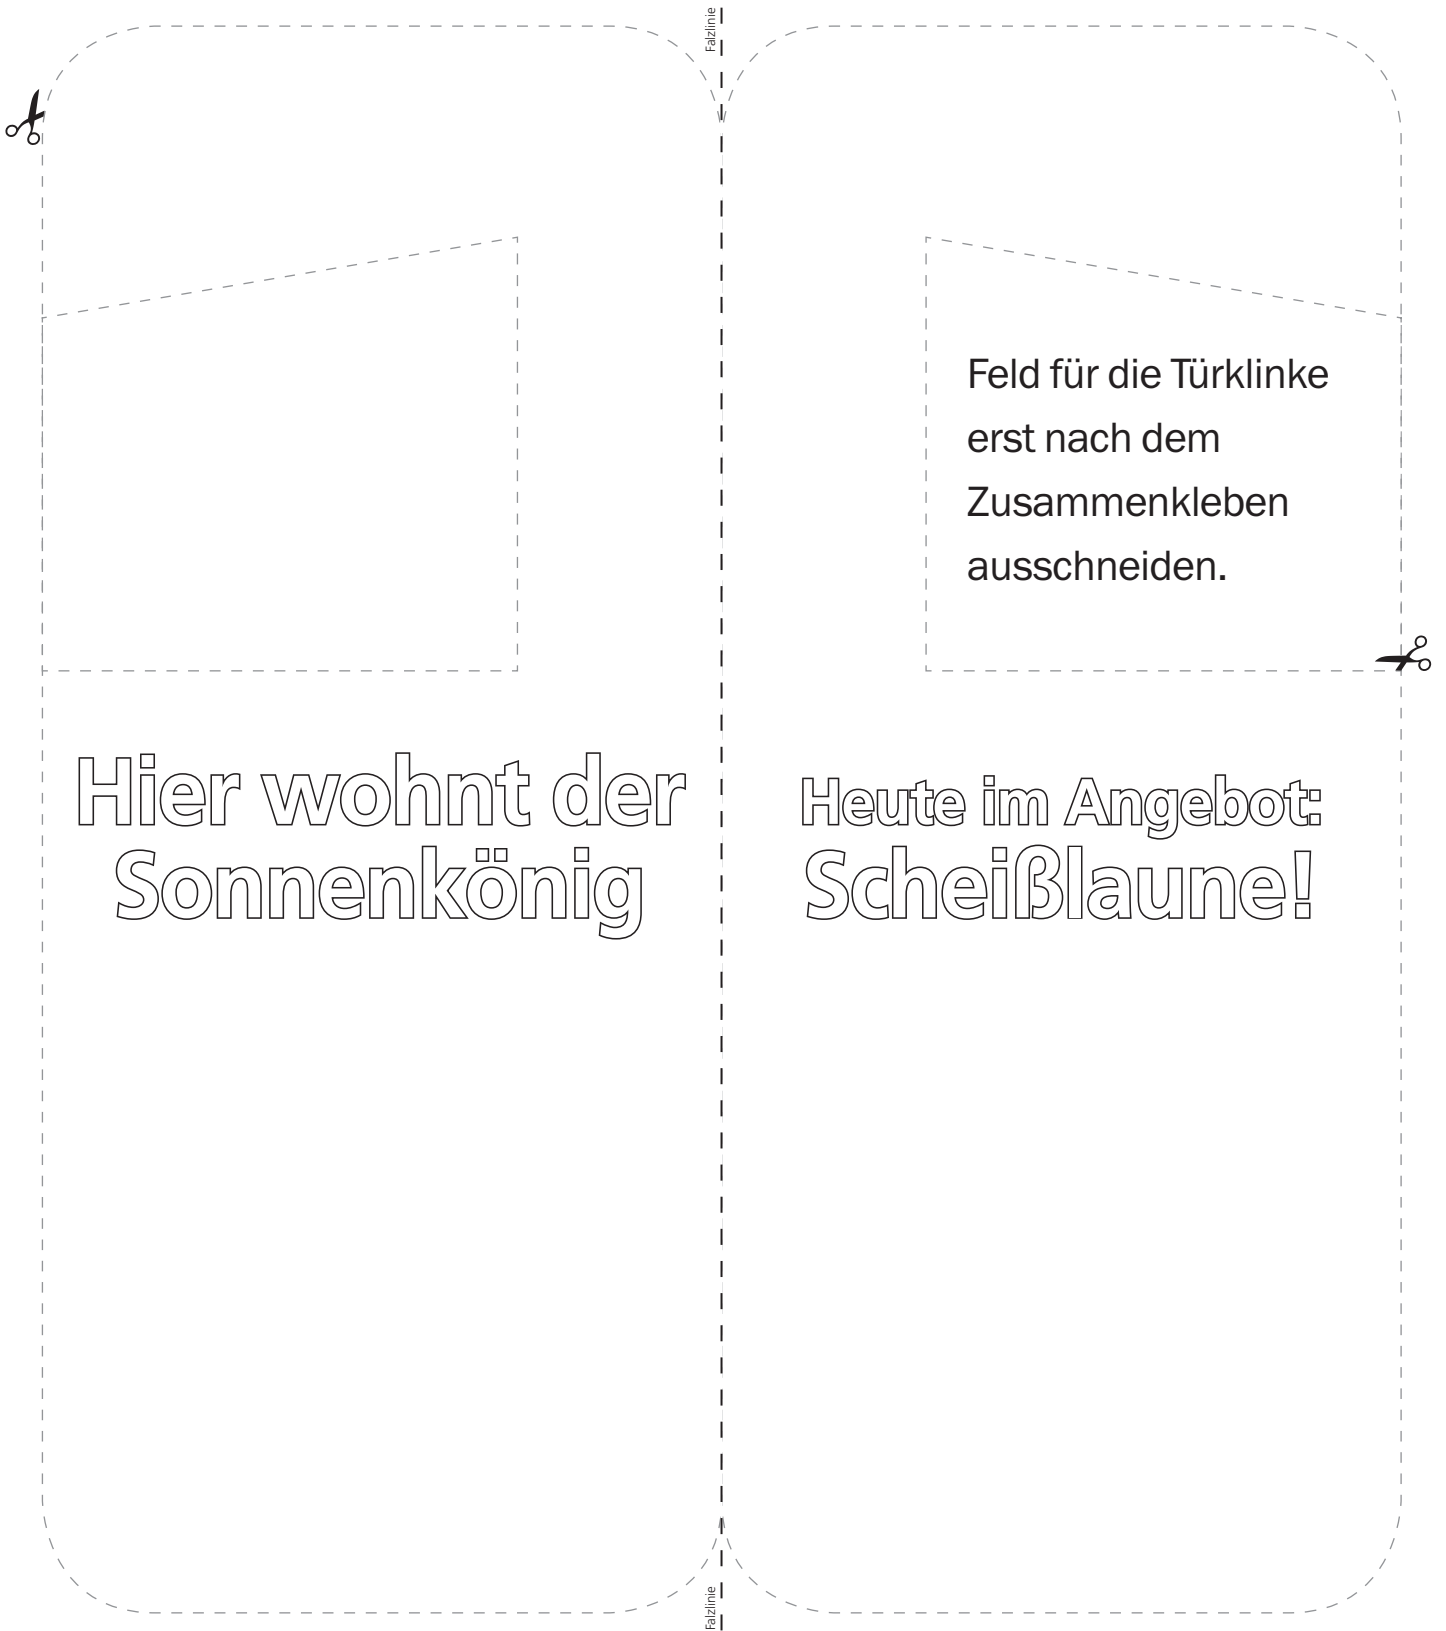 Falzlinie
Feld für die Türklinke
erst nach dem
Zusammenkleben
ausschneiden.
Hier wohnt der
Sonnenkönig
Heute im Angebot:
Scheißlaune!
Falzlinie